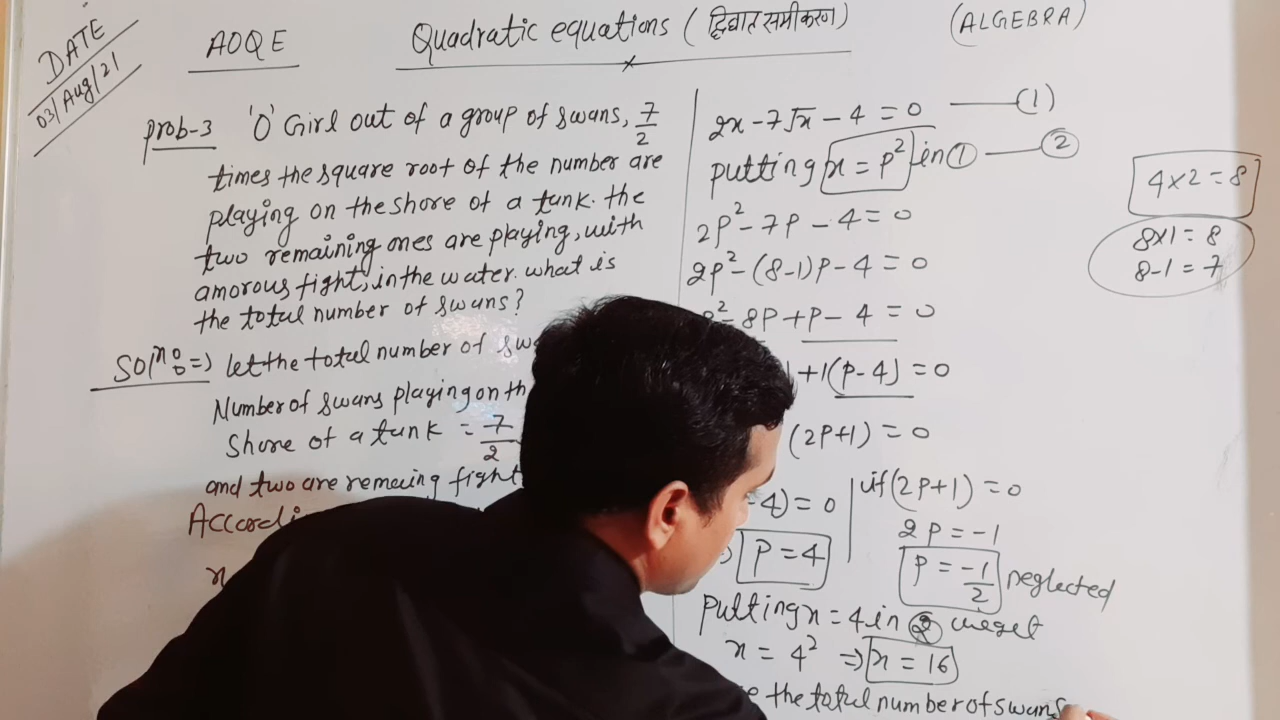 DATE
03/Aug/21
AOQE
Quadratic equations (द्विघात समीकरण)
(ALGEBRA)
prob-3 'O' Girl out of a group of swans, 7/2
times the square root of the number are
playing on the shore of a tank. the
two remaining ones are playing, with
amorous fight, in the water. what is
the total number of swans?
Solⁿ: => let the total number of
Number of swans playing on
Shore of a tank = 7/2
and two are remaing fight
x
2x - 7√x - 4 = 0 ——(1)
putting x = p² in ① —— ②
2p² - 7p - 4 = 0
2p² - (8-1)p - 4 = 0
² - 8p + p - 4 = 0
+1(p-4) = 0
(2p+1) = 0
-4) = 0
p = 4
if (2p+1) = 0
2p = -1
p = -1/2 neglected
putting x = 4 in ② we get
x = 4² => x = 16
the total number of swans
4×2 = 8
8×1 = 8
8-1 = 7